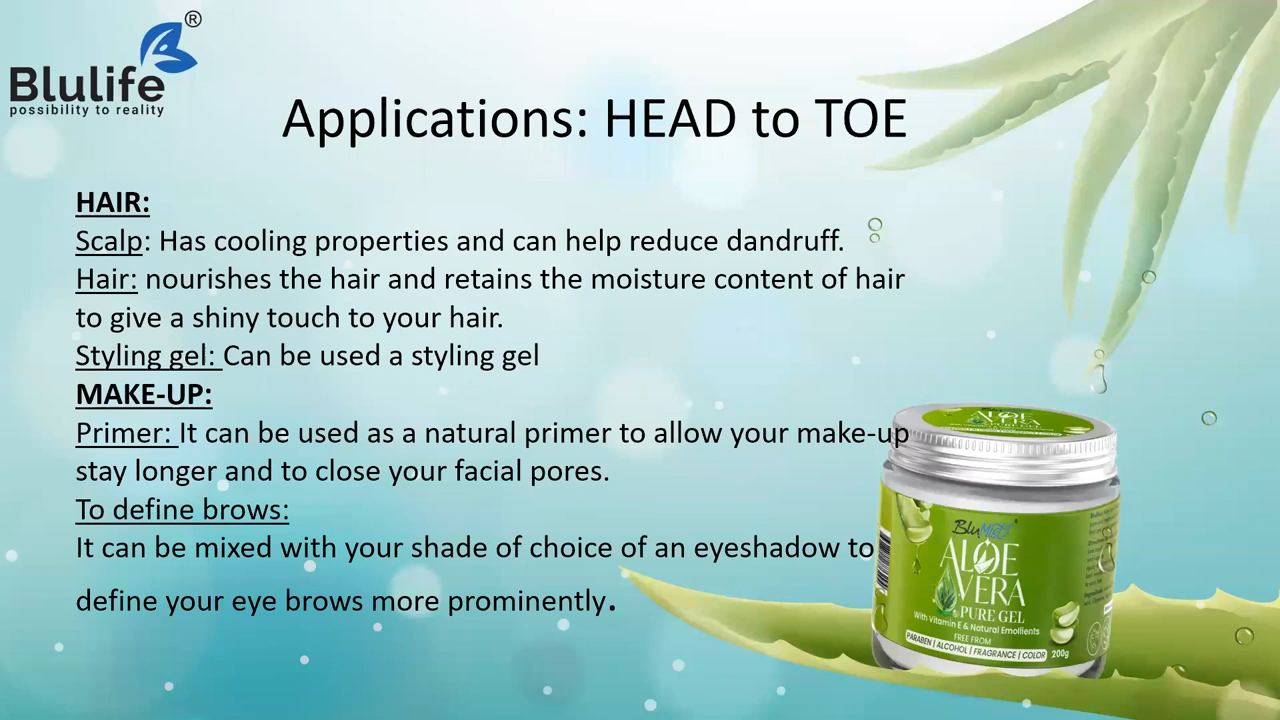 Blulife®
possibility to reality
Applications: HEAD to TOE
HAIR:
Scalp: Has cooling properties and can help reduce dandruff.
Hair: nourishes the hair and retains the moisture content of hair
to give a shiny touch to your hair.
Styling gel: Can be used a styling gel
MAKE-UP:
Primer: It can be used as a natural primer to allow your make-up
stay longer and to close your facial pores.
To define brows:
It can be mixed with your shade of choice of an eyeshadow to
define your eye brows more prominently.
ALOE
VERA
BluMist®
ALOE
VERA
PURE GEL
With Vitamin E & Natural Emollients
FREE FROM
PARABEN | ALCOHOL | FRAGRANCE | COLOR
200g